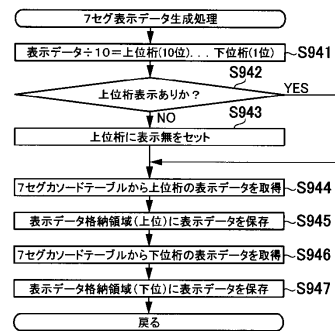 7セグ表示データ生成処理
表示データ÷10=上位桁(10位)...下位桁(1位)
S941
S942
上位桁表示ありか?
YES
NO
S943
上位桁に表示無をセット
7セグカソードテーブルから上位桁の表示データを取得
S944
表示データ格納領域(上位)に表示データを保存
S945
7セグカソードテーブルから下位桁の表示データを取得
S946
表示データ格納領域(下位)に表示データを保存
S947
戻る